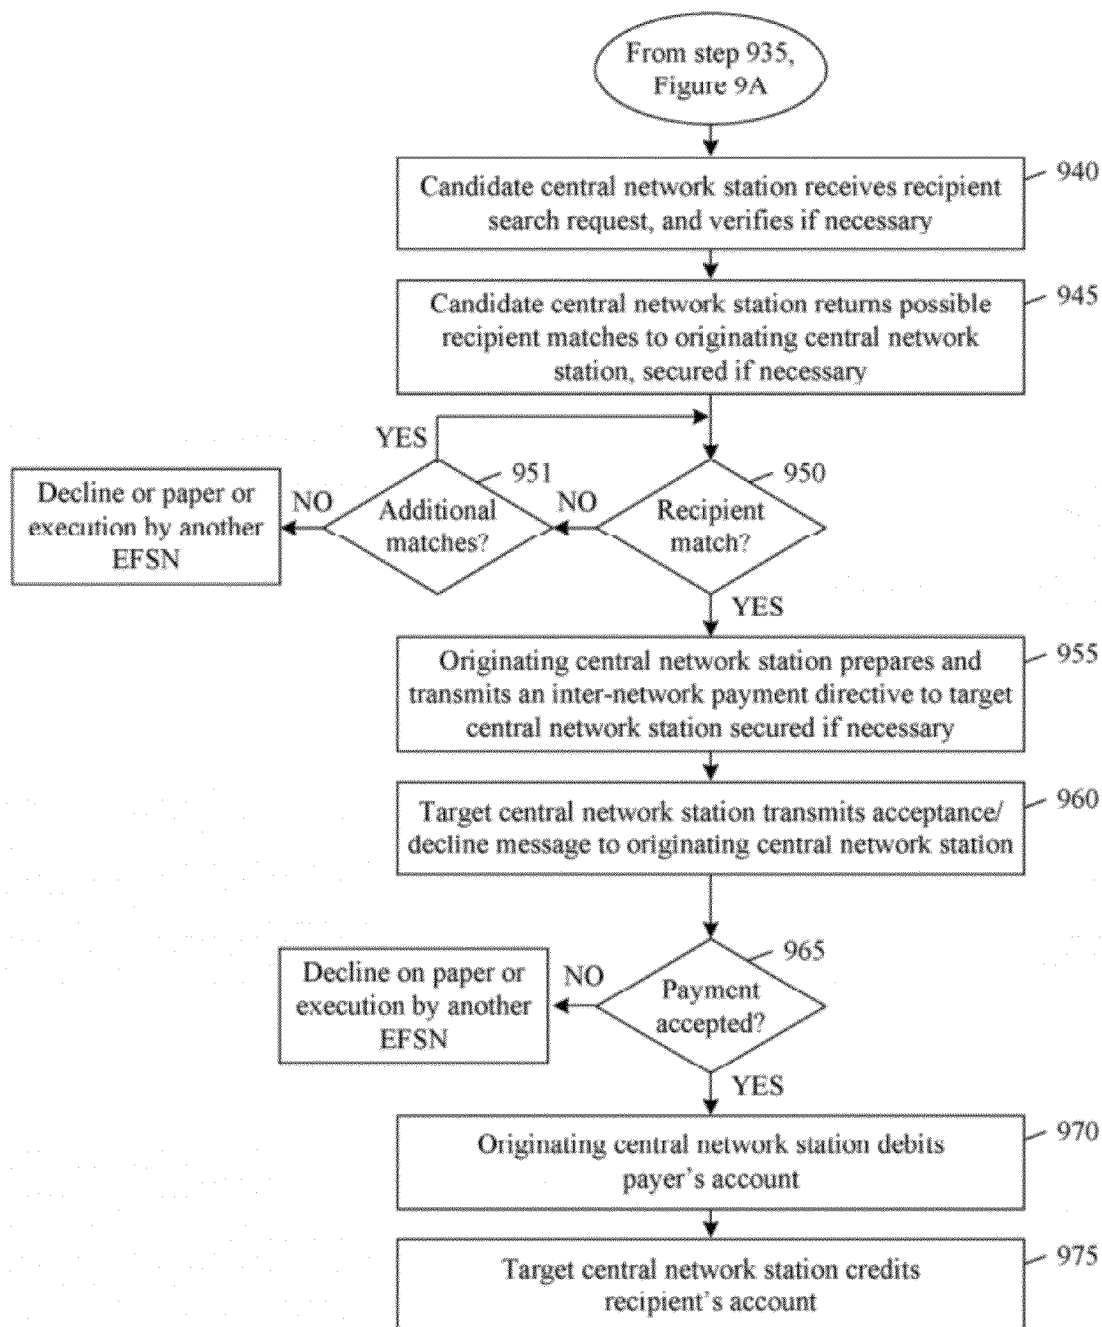 From step 935,
Figure 9A
940
Candidate central network station receives recipient
search request, and verifies if necessary
945
Candidate central network station returns possible
recipient matches to originating central network
station, secured if necessary
YES
951
950
Decline or paper or
execution by another
EFSN
NO
Additional
matches?
NO
Recipient
match?
YES
955
Originating central network station prepares and
transmits an inter-network payment directive to target
central network station secured if necessary
960
Target central network station transmits acceptance/
decline message to originating central network station
965
Decline on paper or
execution by another
EFSN
NO
Payment
accepted?
YES
970
Originating central network station debits
payer's account
975
Target central network station credits
recipient's account